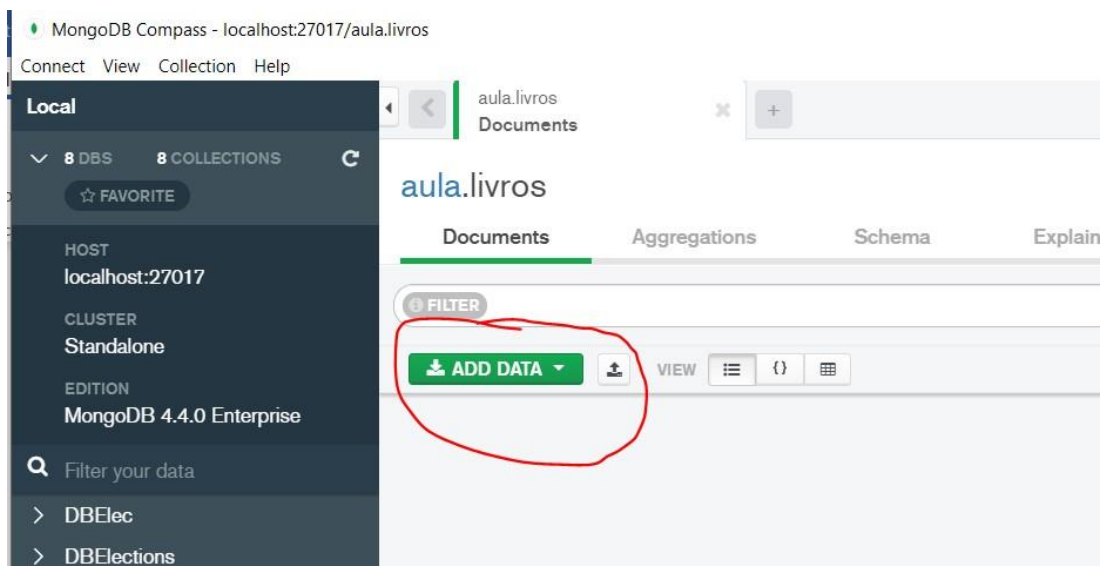 MongoDB Compass - localhost:27017/aula.livros
Connect View Collection Help
Local
8 DBS 8 COLLECTIONS
FAVORITE
HOST
localhost:27017
CLUSTER
Standalone
EDITION
MongoDB 4.4.0 Enterprise
Filter your data
DBElec
DBElections
aula.livros
Documents
aula.livros
Documents Aggregations Schema Explain
FILTER
ADD DATA VIEW {}